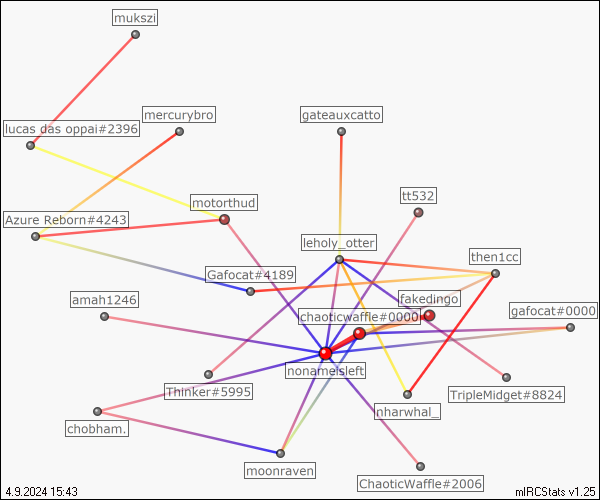 mukszi
mercurybro
gateauxcatto
lucas das oppai#2396
motorthud
tt532
Azure Reborn#4243
leholy_otter
then1cc
Gafocat#4189
amah1246
fakedingo
chaoticwaffle#0000
gafocat#0000
nonameisleft
Thinker#5995
TripleMidget#8824
nharwhal_
chobham.
moonraven
ChaoticWaffle#2006
4.9.2024 15:43
mIRCStats v1.25